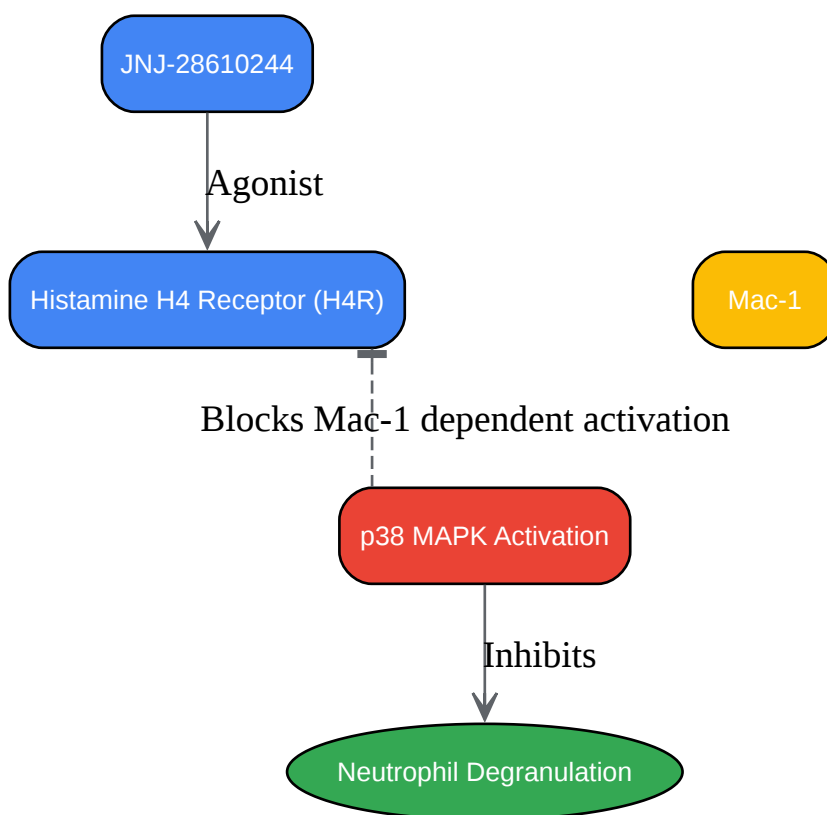 JNJ-28610244
Agonist
Histamine H4 Receptor (H4R)
Mac-1
Blocks Mac-1 dependent activation
p38 MAPK Activation
Inhibits
Neutrophil Degranulation